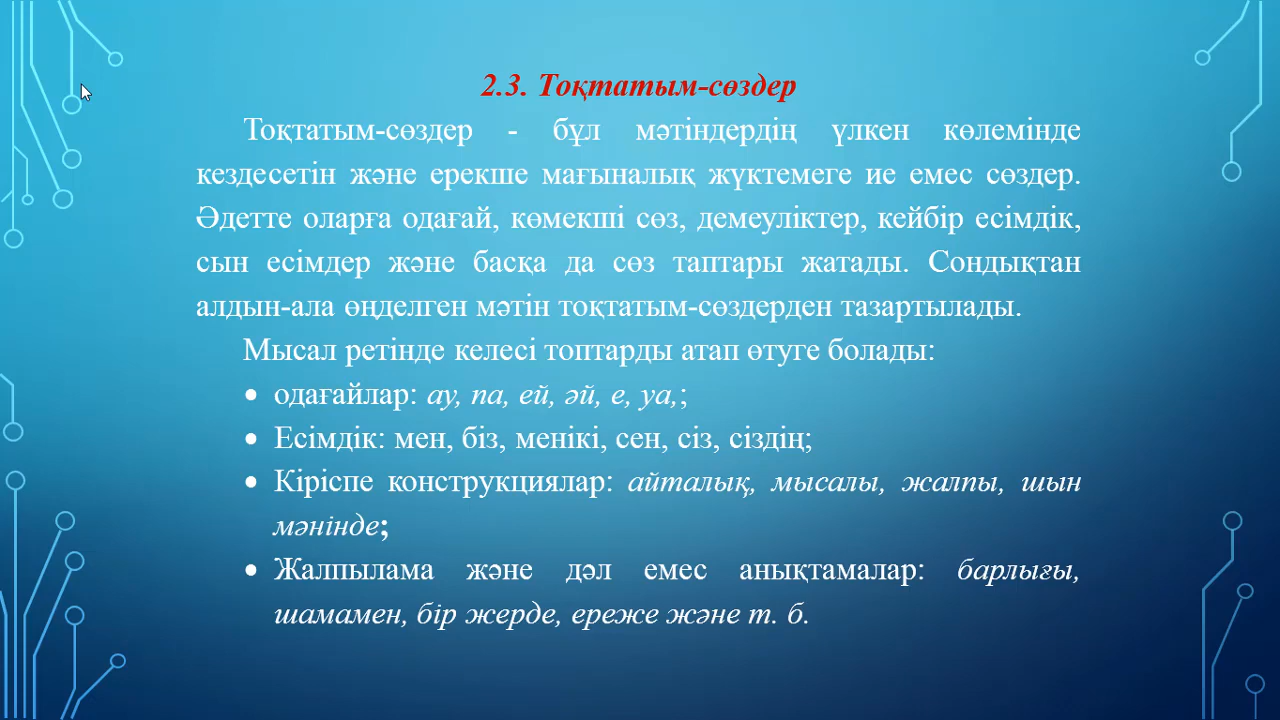 2.3. Тоқтатым-сөздер
Тоқтатым-сөздер - бұл мәтіндердің үлкен көлемінде
кездесетін және ерекше мағыналық жүктемеге ие емес сөздер.
Әдетте оларға одағай, көмекші сөз, демеуліктер, кейбір есімдік,
сын есімдер және басқа да сөз таптары жатады. Сондықтан
алдын-ала өңделген мәтін тоқтатым-сөздерден тазартылады.
Мысал ретінде келесі топтарды атап өтуге болады:
• одағайлар: ау, па, ей, әй, е, уа,;
• Есімдік: мен, біз, менікі, сен, сіз, сіздің;
• Кіріспе конструкциялар: айталық, мысалы, жалпы, шын
мәнінде;
• Жалпылама және дәл емес анықтамалар: барлығы,
шамамен, бір жерде, ереже және т. б.